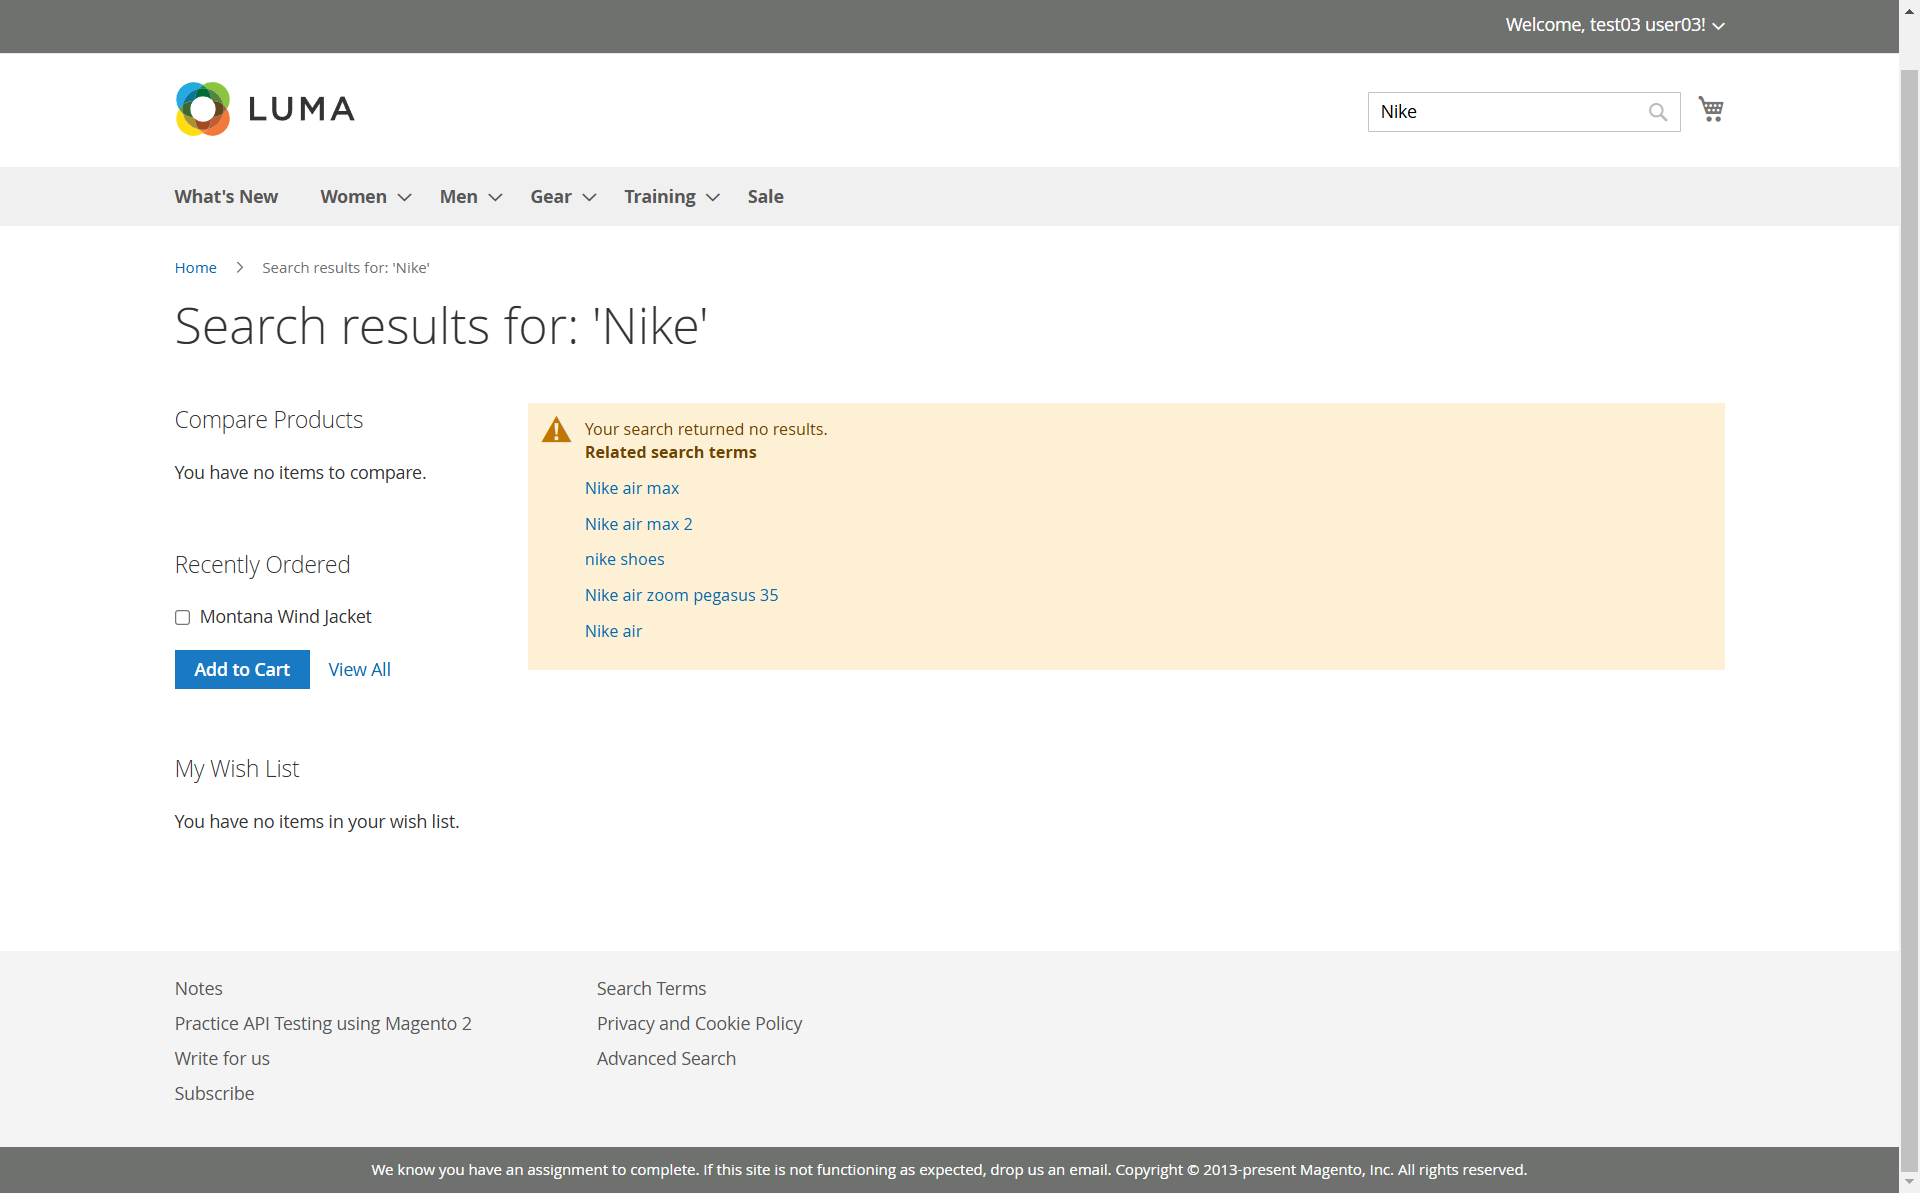 Welcome, test03 user03!
LUMA
Nike
What's New Women Men Gear Training Sale
Home Search results for: 'Nike'
Search results for: 'Nike'
Compare Products
You have no items to compare.
Recently Ordered
Montana Wind Jacket
Add to Cart View All
My Wish List
You have no items in your wish list.
Your search returned no results.
Related search terms
Nike air max
Nike air max 2
nike shoes
Nike air zoom pegasus 35
Nike air
Notes
Practice API Testing using Magento 2
Write for us
Subscribe
Search Terms
Privacy and Cookie Policy
Advanced Search
We know you have an assignment to complete. If this site is not functioning as expected, drop us an email. Copyright © 2013-present Magento, Inc. All rights reserved.